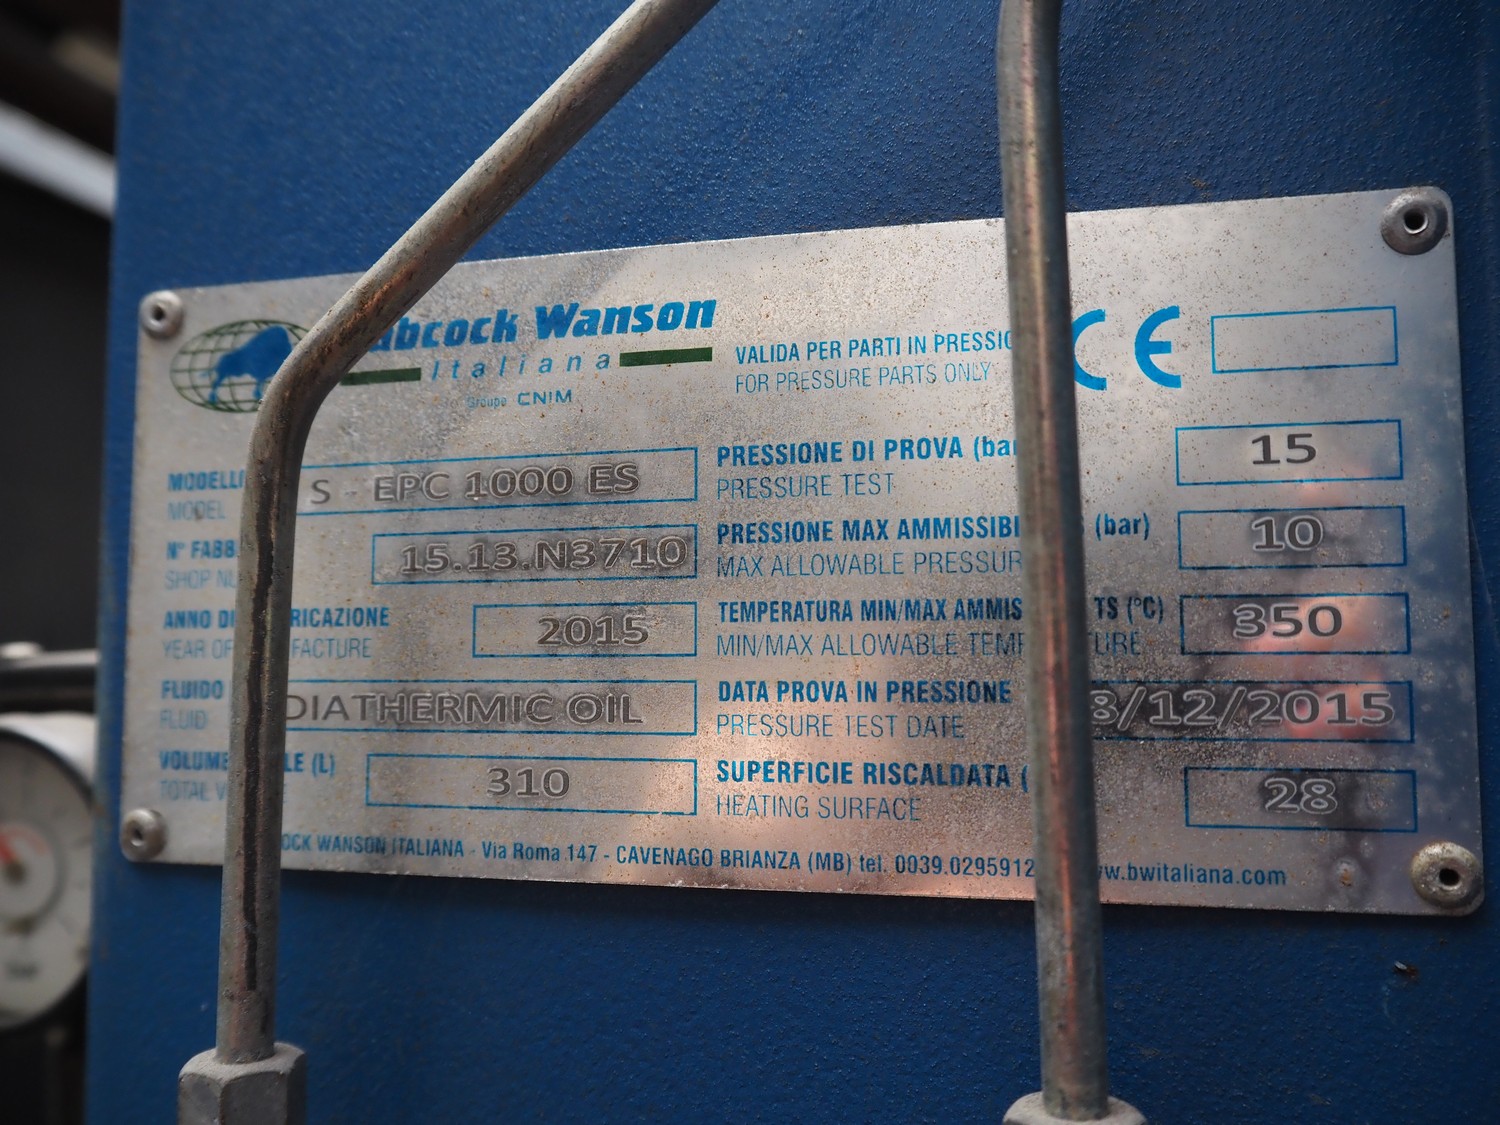 abcock Wanson
Italiana
Groupe CNIM
VALIDA PER PARTI IN PRESSIO
FOR PRESSURE PARTS ONLY
CE
MODELL
MODEL
S - EPC 1000 ES
N° FABB.
SHOP NU
15.13.N3710
ANNO DI RICAZIONE
YEAR OF FACTURE
2015
FLUIDO
FLUID
DIATHERMIC OIL
VOLUME LE (L)
TOTAL V
310
PRESSIONE DI PROVA (bar
PRESSURE TEST
15
PRESSIONE MAX AMMISSIBI (bar)
MAX ALLOWABLE PRESSUR
10
TEMPERATURA MIN/MAX AMMIS TS (°C)
MIN/MAX ALLOWABLE TEMP TURE
350
DATA PROVA IN PRESSIONE
PRESSURE TEST DATE
8/12/2015
SUPERFICIE RISCALDATA (
HEATING SURFACE
28
OCK WANSON ITALIANA - Via Roma 147 - CAVENAGO BRIANZA (MB) tel. 0039.0295912 w.bwitaliana.com